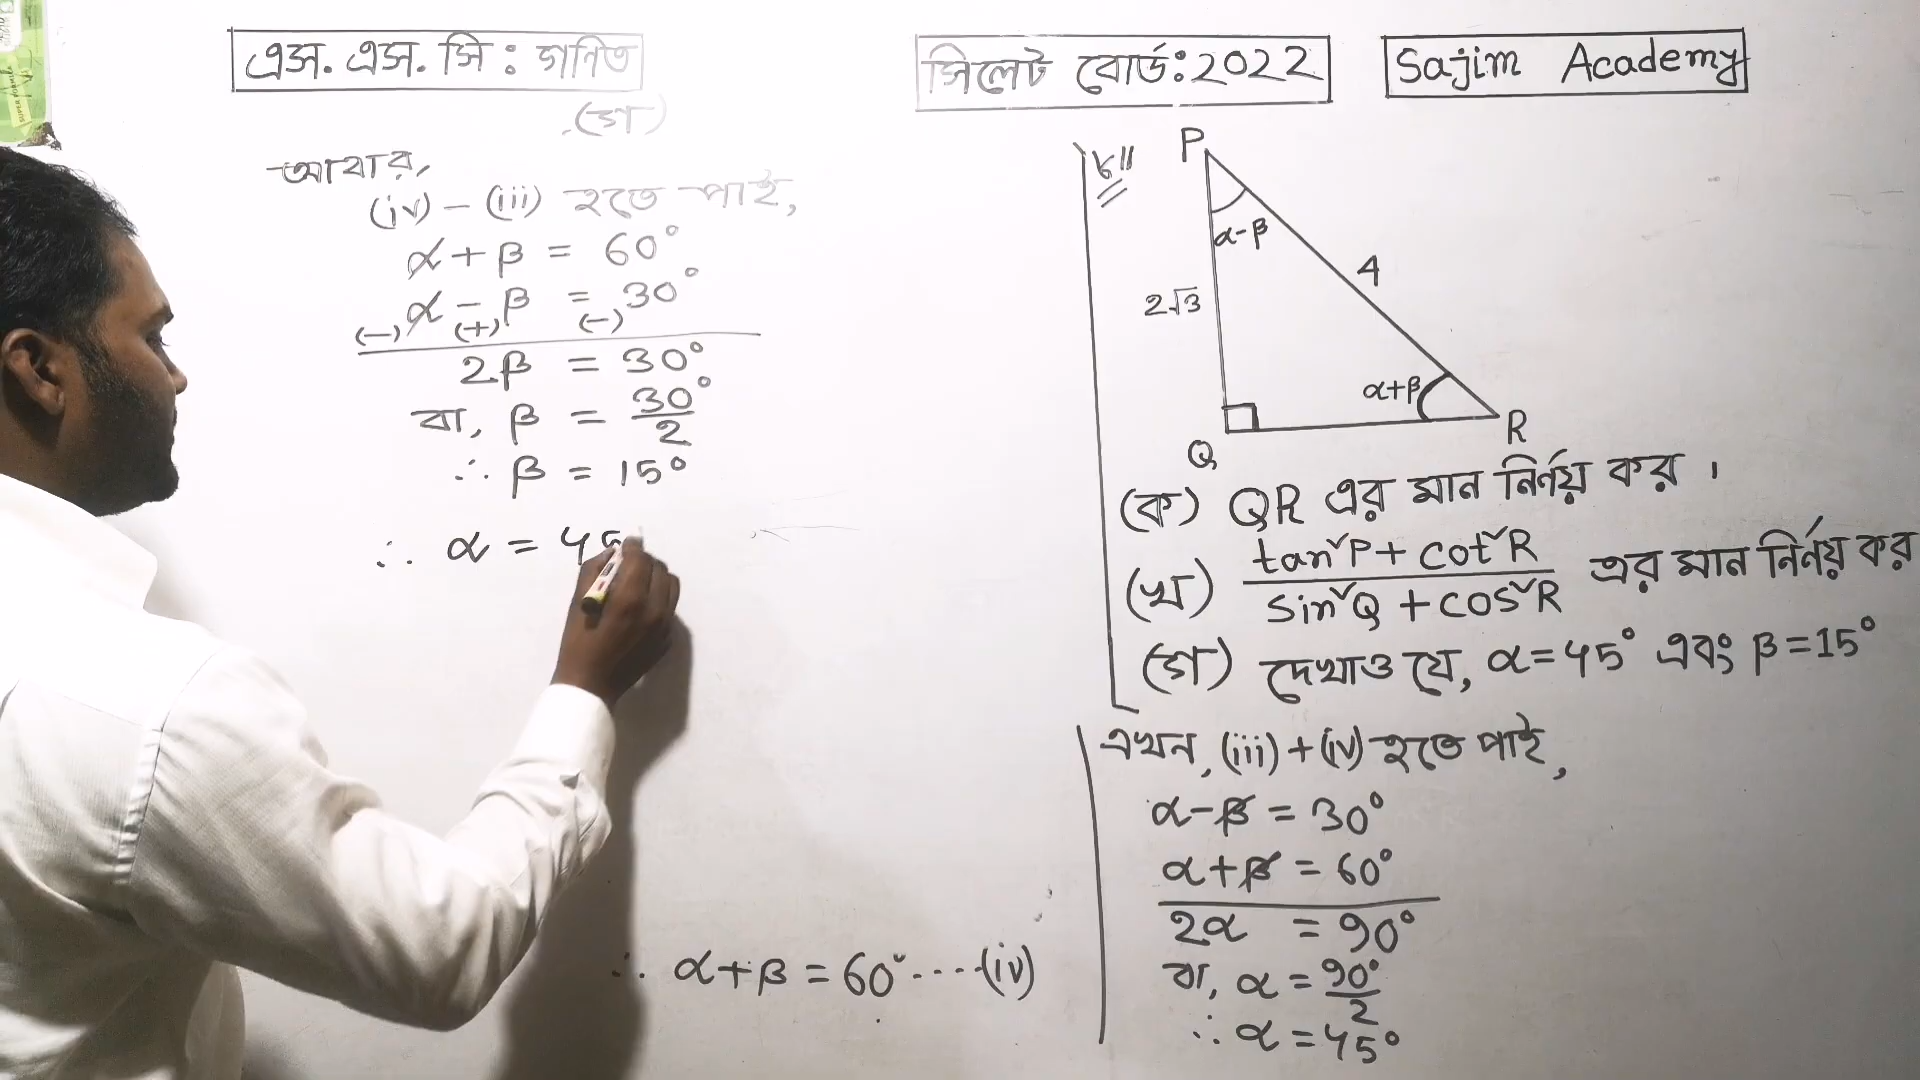 এস. এস. সি : গনিত
সিলেট বোর্ড: 2022
Sajim Academy
(গ)
আবার,
(iv) - (iii) হতে পাই,
α + β = 60°
α - β = 30°
(-) (+) (-)
2β = 30°
বা, β = 30°/2
∴ β = 15°
∴ α = 45
∴ α+β = 60° ....(iv)
৮॥
P
α-β
4
2√3
α+β
Q
R
(ক) QR এর মান নির্ণয় কর ।
(খ) tan²P + cot²R / sin²Q + cos²R এর মান নির্ণয় কর
(গ) দেখাও যে, α=45° এবং β=15°
এখন, (iii) + (iv) হতে পাই,
α-β = 30°
α+β = 60°
2α = 90°
বা, α = 90°/2
∴ α = 45°